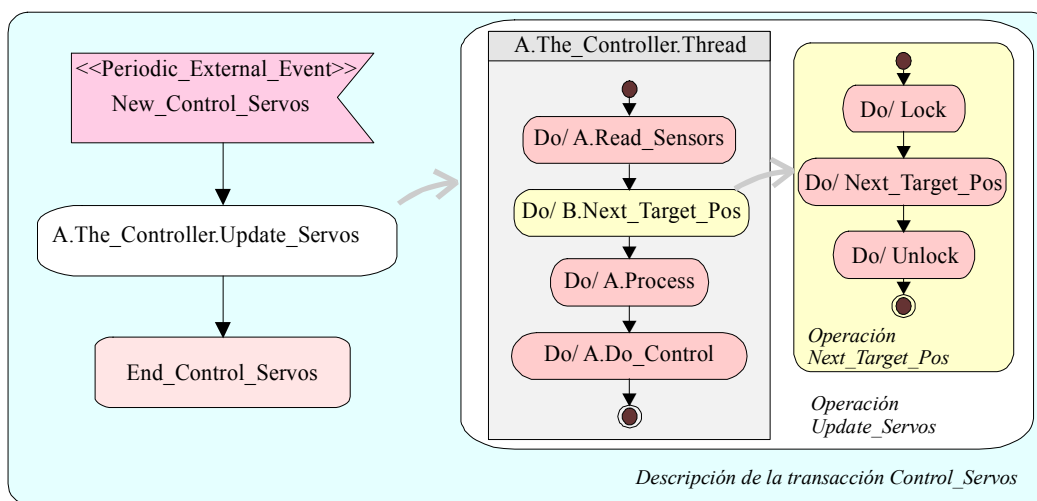 <<Periodic_External_Event>>
New_Control_Servos
A.The_Controller.Update_Servos
End_Control_Servos
A.The_Controller.Thread
Do/ A.Read_Sensors
Do/ B.Next_Target_Pos
Do/ A.Process
Do/ A.Do_Control
Do/ Lock
Do/ Next_Target_Pos
Do/ Unlock
Operación
Next_Target_Pos
Operación
Update_Servos
Descripción de la transacción Control_Servos